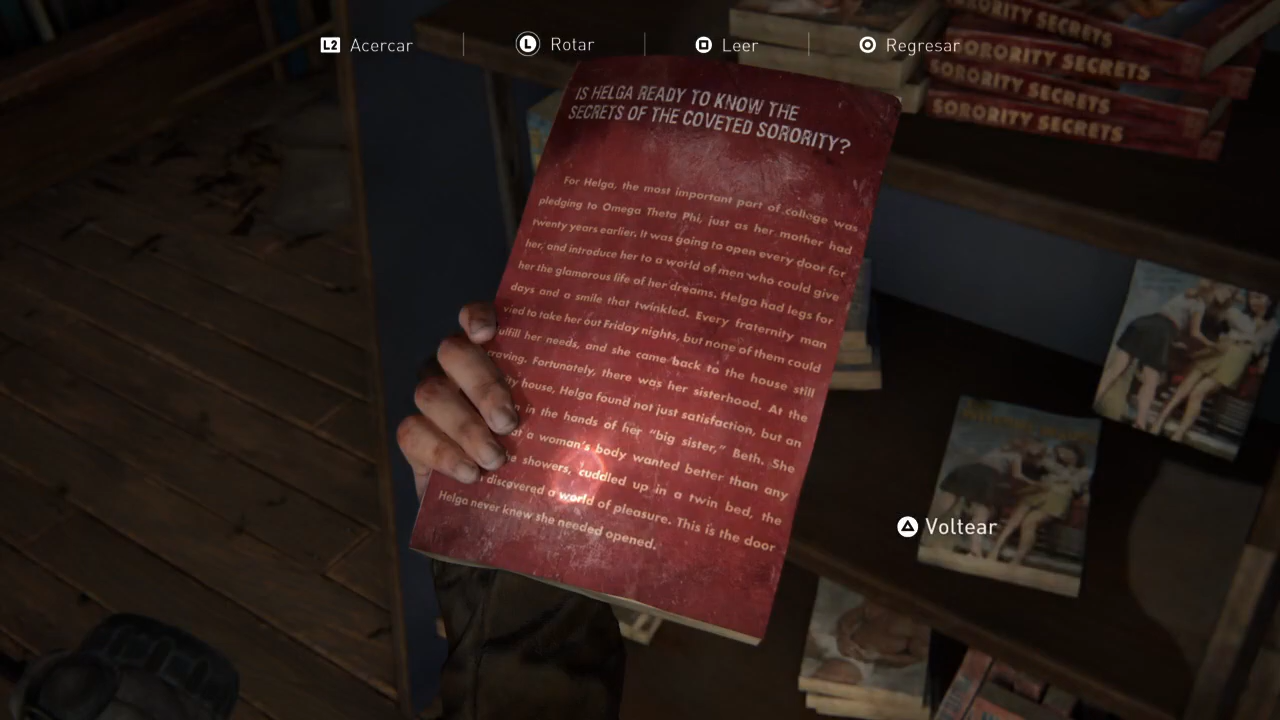 L2 Acercar
L Rotar
Leer
Regresar
SORORITY SECRETS
SORORITY SECRETS
SORORITY SECRETS
SORORITY SECRETS
IS HELGA READY TO KNOW THE
SECRETS OF THE COVETED SORORITY?
For Helga, the most important part of college was
pledging to Omega Theta Phi, just as her mother had
twenty years earlier. It was going to open every door for
her, and introduce her to a world of men who could give
her the glamorous life of her dreams. Helga had legs for
days and a smile that twinkled. Every fraternity man
vied to take her out Friday nights, but none of them could
ulfill her needs, and she came back to the house still
raving. Fortunately, there was her sisterhood. At the
ity house, Helga found not just satisfaction, but an
in the hands of her "big sister," Beth. She
a woman's body wanted better than any
showers, cuddled up in a twin bed, the
discovered a world of pleasure. This is the door
Helga never knew she needed opened.
Voltear